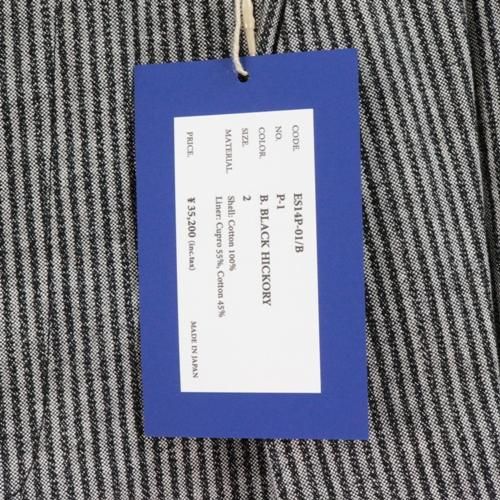 CODE. ES14P-01/B
NO. P-1
COLOR. B. BLACK HICKORY
SIZE. 2
MATERIAL. Shell: Cotton 100%
Liner: Cupro 55%, Cotton 45%
PRICE. ¥35,200 (inc.tax) MADE IN JAPAN